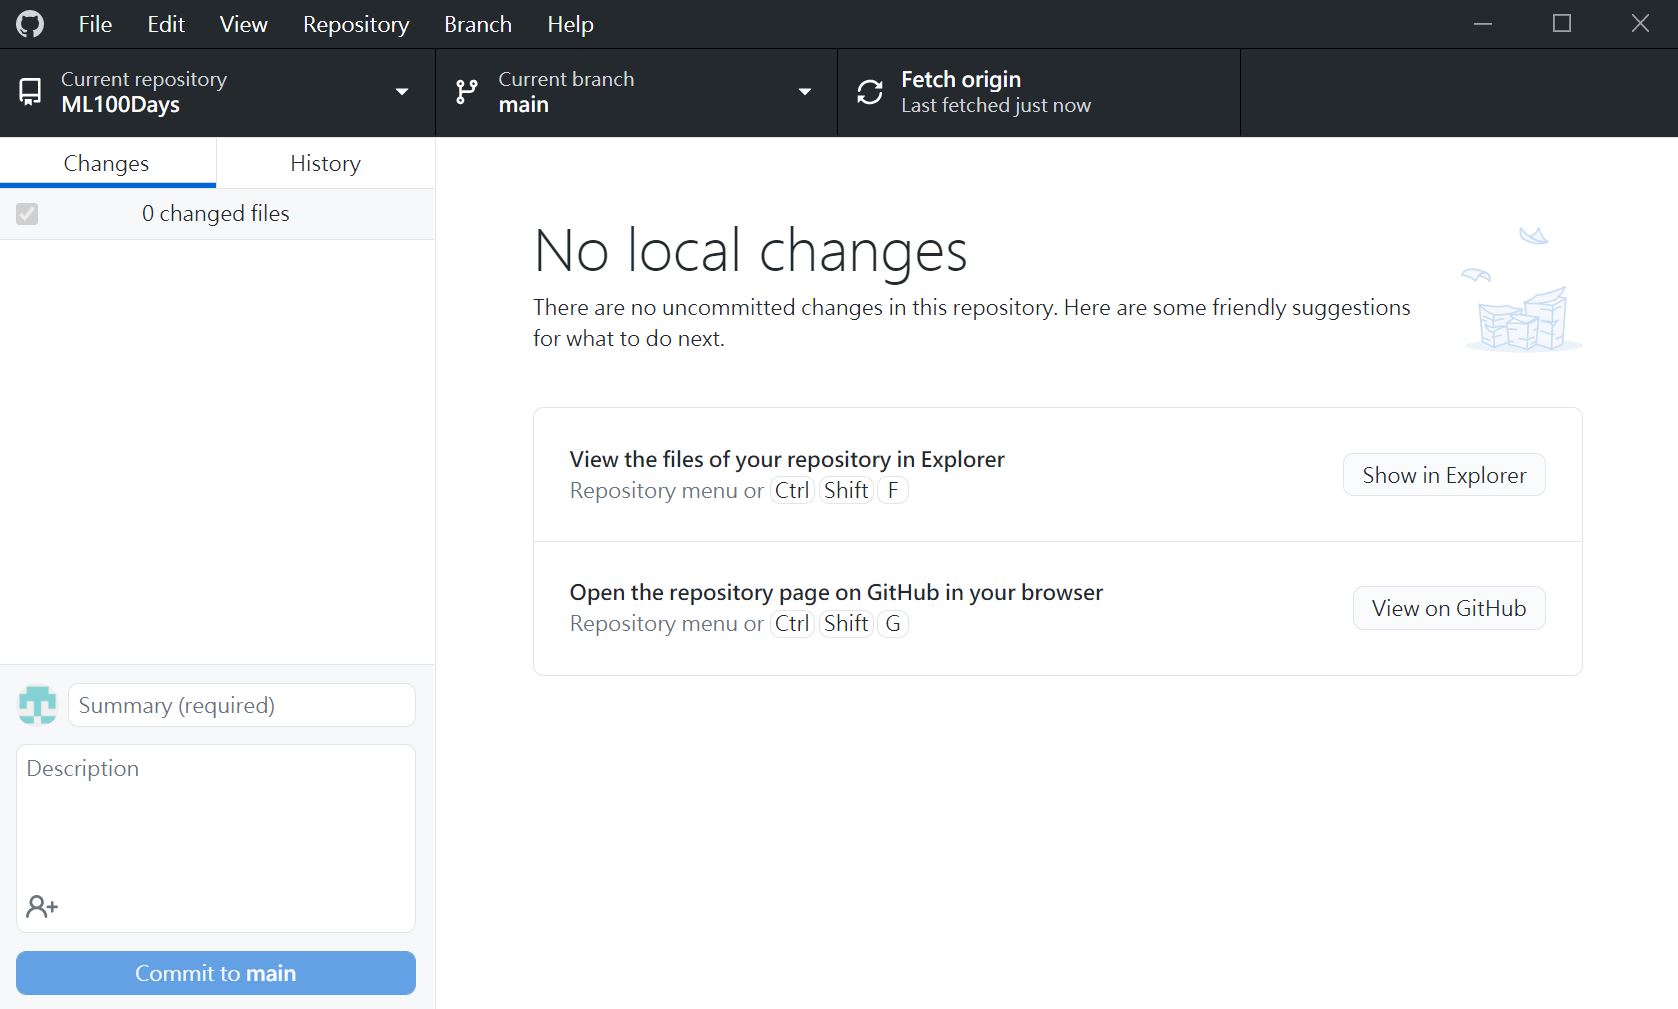 File Edit View Repository Branch Help
Current repository
ML100Days
Current branch
main
Fetch origin
Last fetched just now
Changes
History
0 changed files
No local changes
There are no uncommitted changes in this repository. Here are some friendly suggestions
for what to do next.
View the files of your repository in Explorer
Repository menu or Ctrl Shift F
Show in Explorer
Open the repository page on GitHub in your browser
Repository menu or Ctrl Shift G
View on GitHub
Summary (required)
Description
Commit to main